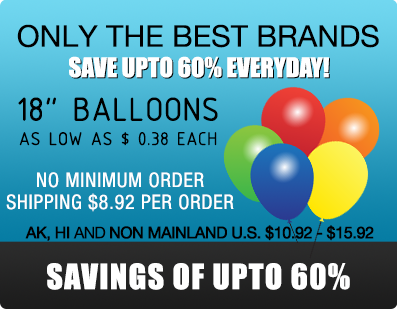 ONLY THE BEST BRANDS
SAVE UPTO 60% EVERYDAY!
18" BALLOONS
AS LOW AS $ 0.38 EACH
NO MINIMUM ORDER
SHIPPING $8.92 PER ORDER
AK, HI AND NON MAINLAND U.S. $10.92 - $15.92
SAVINGS OF UPTO 60%